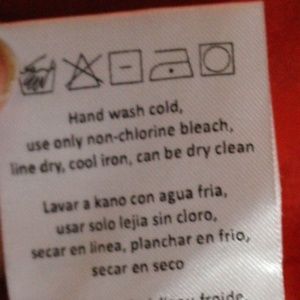 Hand wash cold,
use only non-chlorine bleach,
line dry, cool iron, can be dry clean
Lavar a kano con agua fria,
usar solo lejia sin cloro,
secar en linea, planchar en frio,
secar en seco
froide